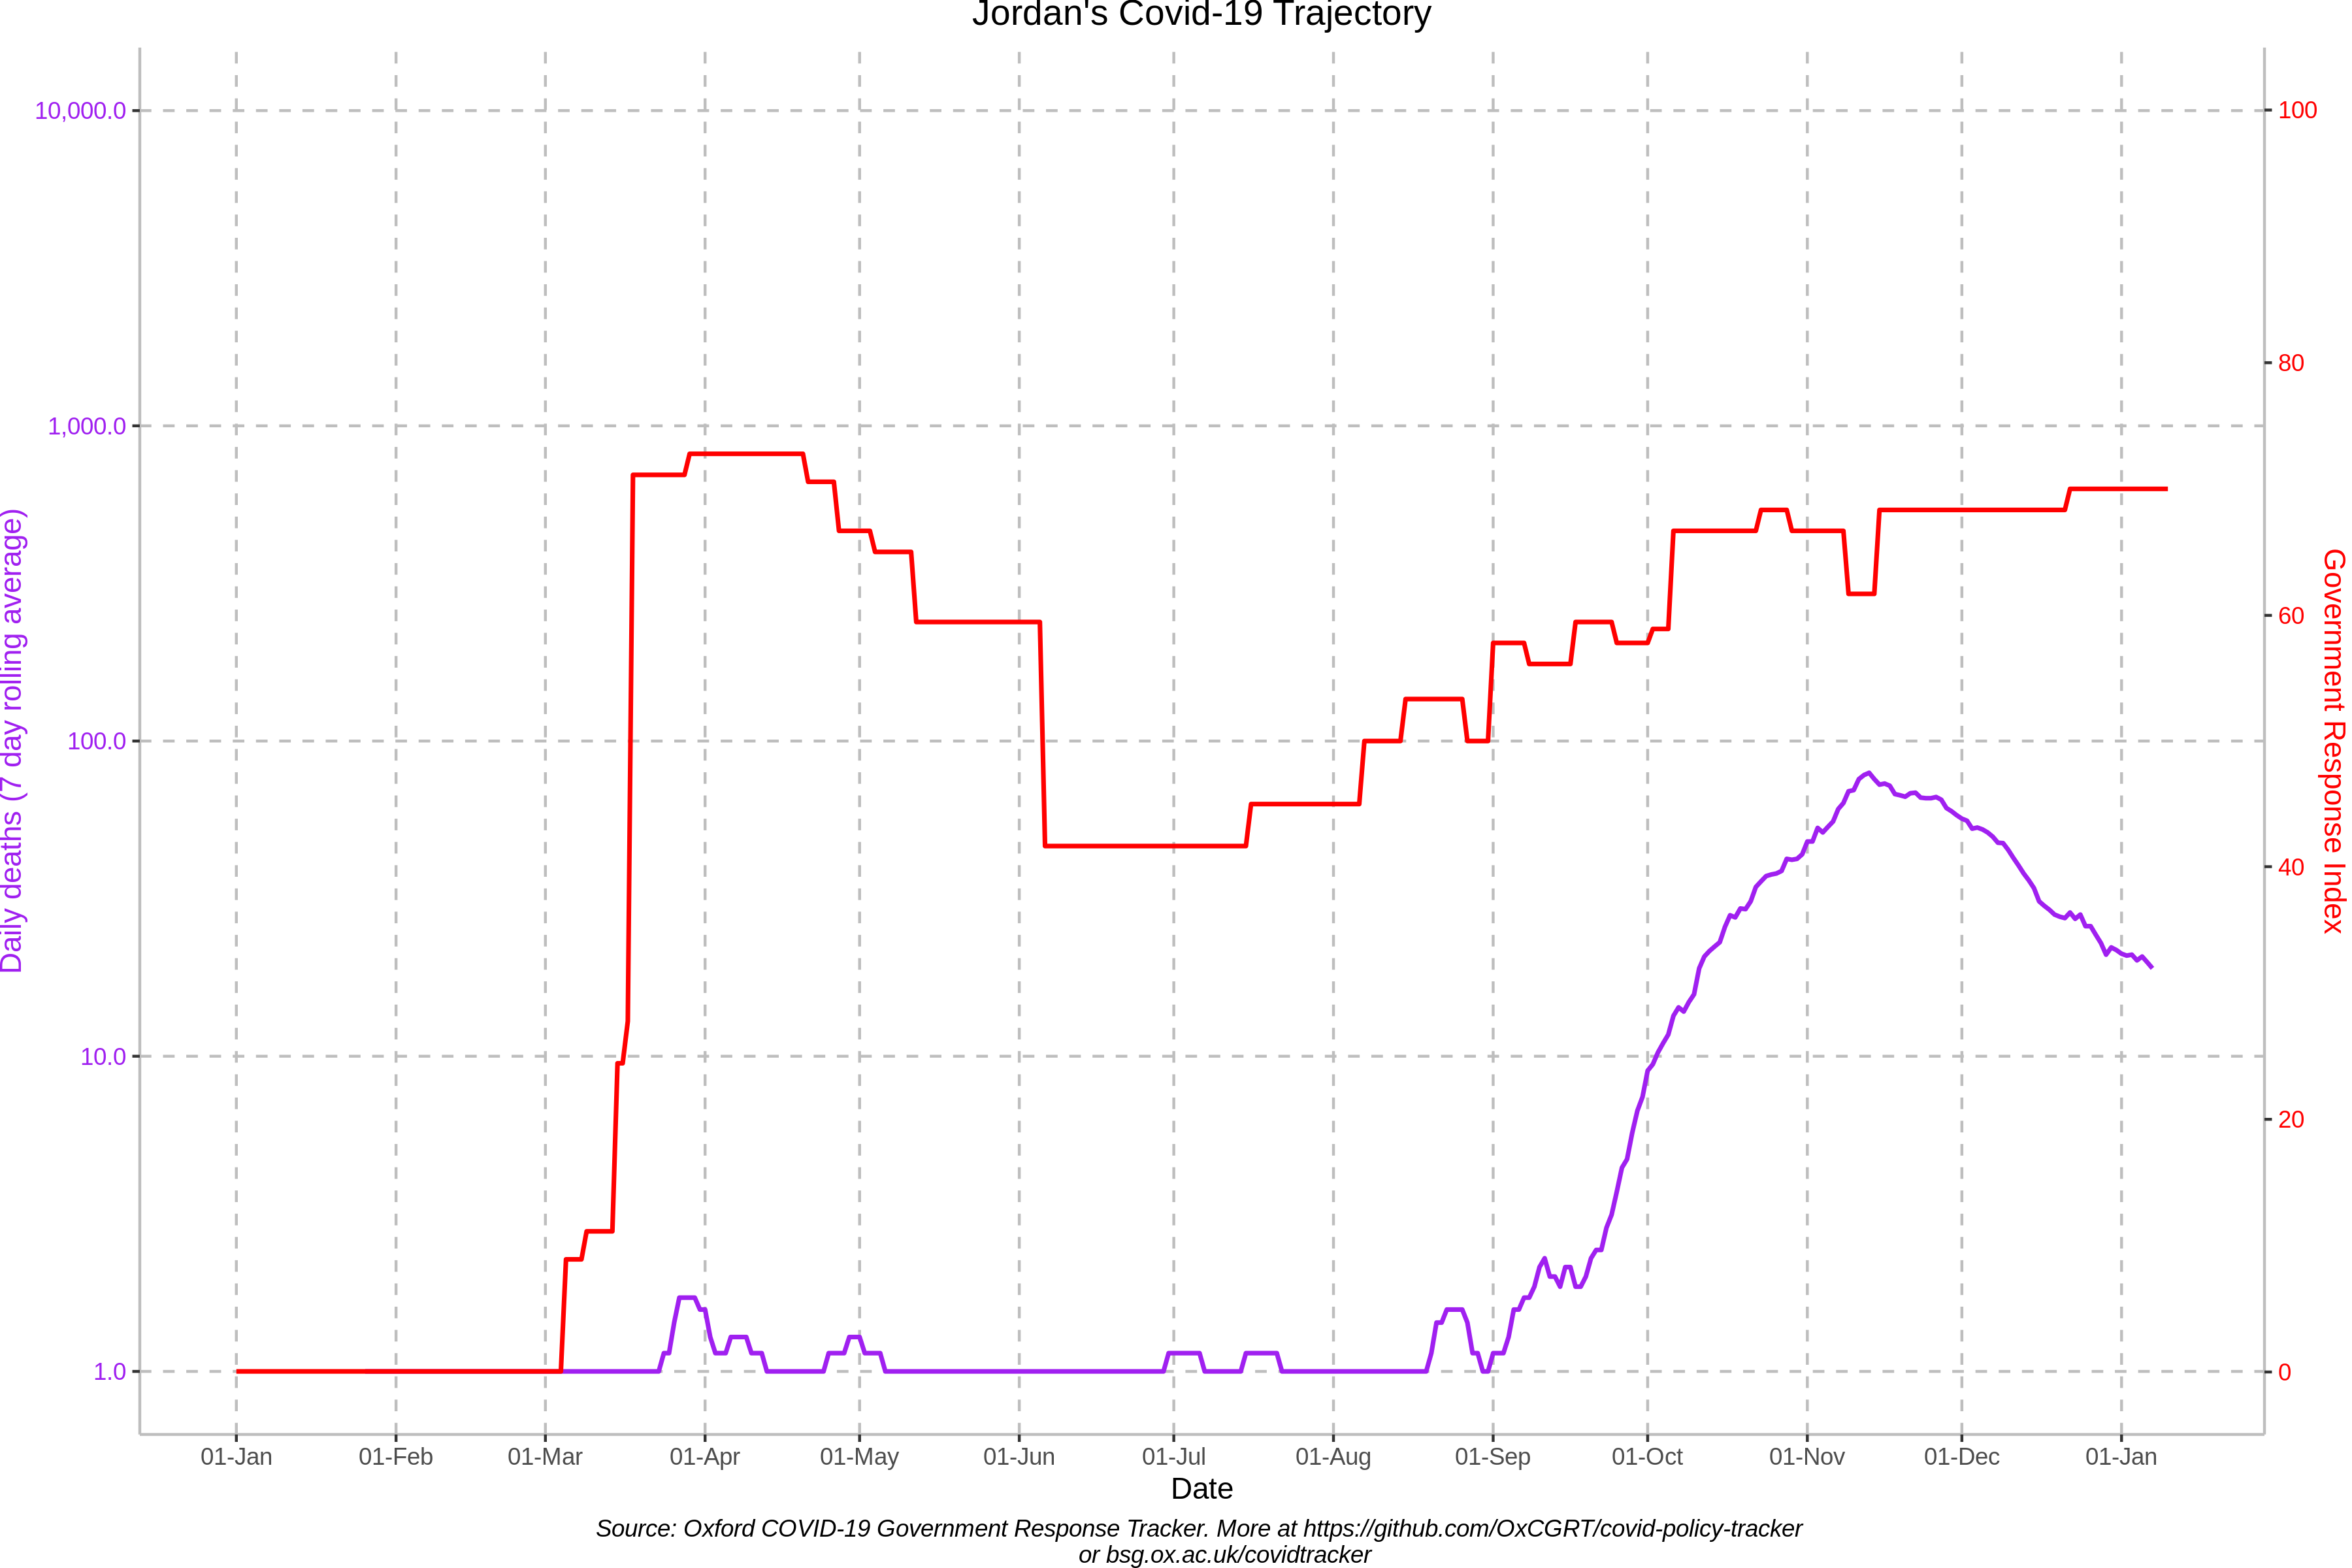 Jordan's Covid-19 Trajectory
10,000.0
1,000.0
100.0
10.0
1.0
Daily deaths (7 day rolling average)
100
80
60
40
20
0
Government Response Index
01-Jan
01-Feb
01-Mar
01-Apr
01-May
01-Jun
01-Jul
01-Aug
01-Sep
01-Oct
01-Nov
01-Dec
01-Jan
Date
Source: Oxford COVID-19 Government Response Tracker. More at https://github.com/OxCGRT/covid-policy-tracker
or bsg.ox.ac.uk/covidtracker